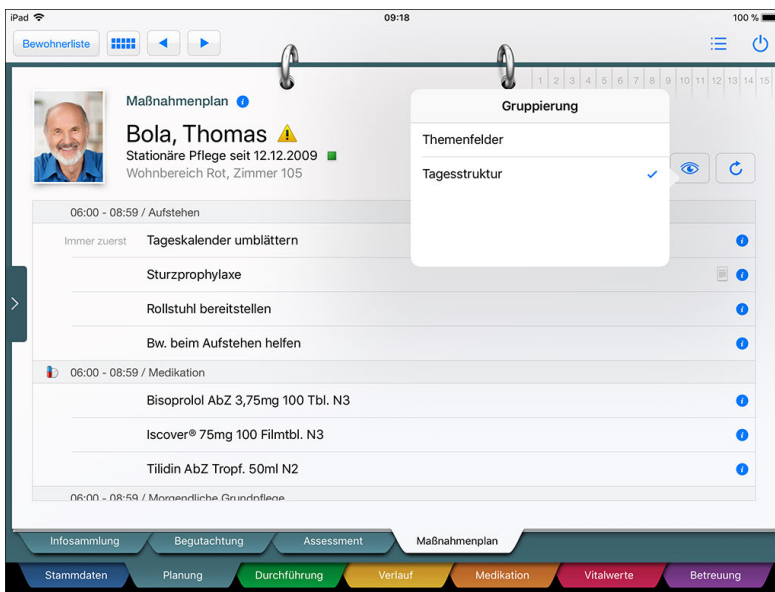 iPad 09:18 100 %
Bewohnerliste
1 2 3 4 5 6 7 8 9 10 11 12 13 14 15
Maßnahmenplan i
Bola, Thomas
Stationäre Pflege seit 12.12.2009
Wohnbereich Rot, Zimmer 105
Gruppierung
Themenfelder
Tagesstruktur
06:00 - 08:59 / Aufstehen
Immer zuerst Tageskalender umblättern i
Sturzprophylaxe i
Rollstuhl bereitstellen i
Bw. beim Aufstehen helfen i
06:00 - 08:59 / Medikation
Bisoprolol AbZ 3,75mg 100 Tbl. N3 i
Iscover® 75mg 100 Filmtbl. N3 i
Tilidin AbZ Tropf. 50ml N2 i
06:00 - 08:59 / Morgendliche Grundpflege
Infosammlung Begutachtung Assessment Maßnahmenplan
Stammdaten Planung Durchführung Verlauf Medikation Vitalwerte Betreuung